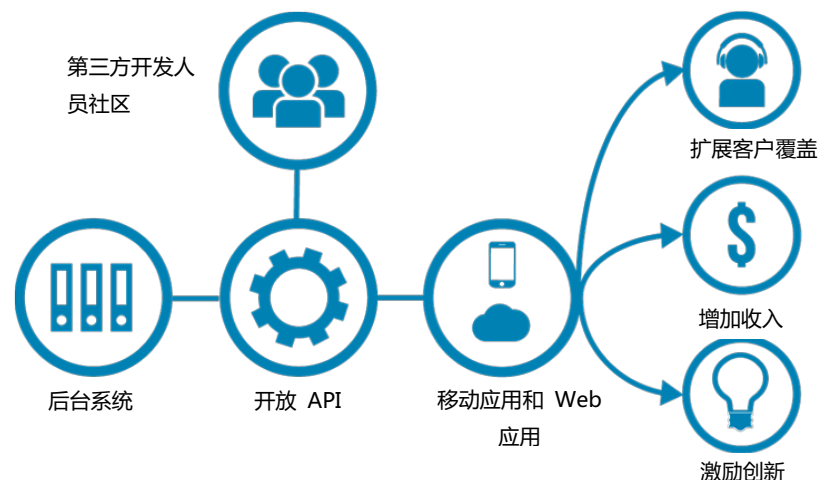 第三方开发人
员社区
扩展客户覆盖
增加收入
后台系统
开放 API
移动应用和 Web
应用
激励创新